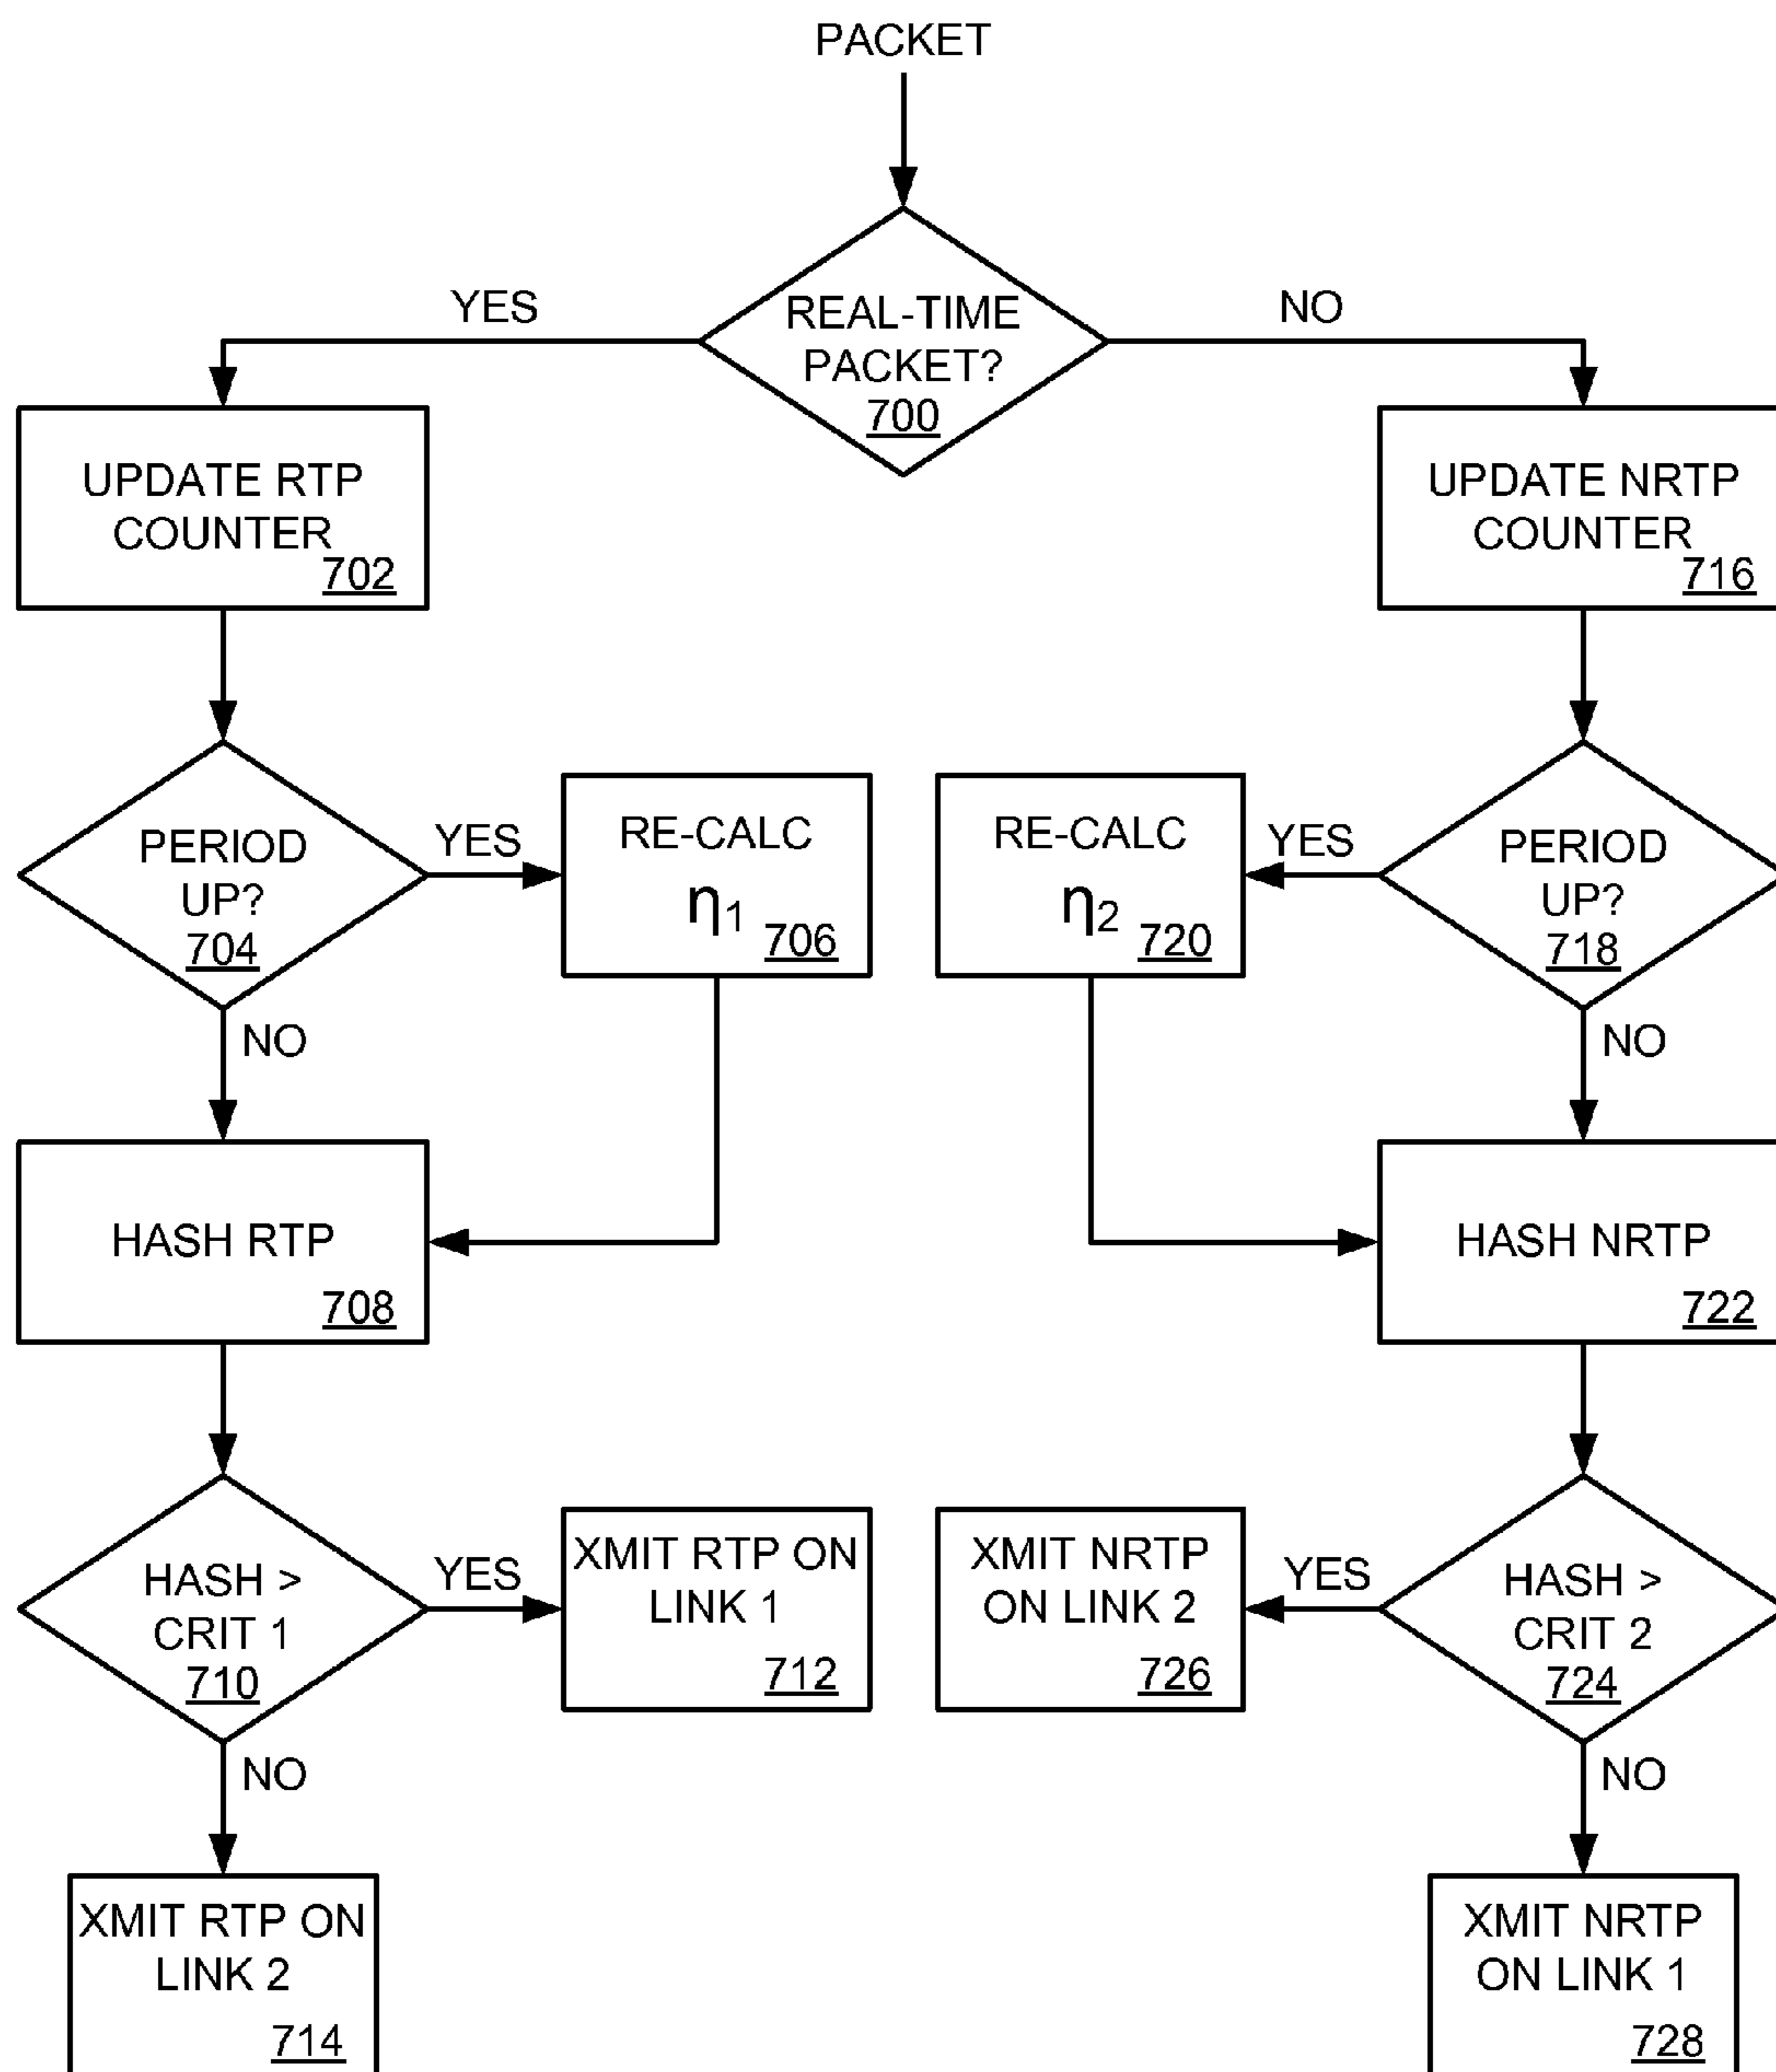 PACKET
YES
REAL-TIME
PACKET?
700
NO
UPDATE RTP
COUNTER
702
UPDATE NRTP
COUNTER
716
PERIOD
UP?
704
YES
RE-CALC
η1
706
RE-CALC
η2
720
YES
PERIOD
UP?
718
NO
NO
HASH RTP
708
HASH NRTP
722
HASH >
CRIT 1
710
YES
XMIT RTP ON
LINK 1
712
XMIT NRTP
ON LINK 2
726
YES
HASH >
CRIT 2
724
NO
NO
XMIT RTP ON
LINK 2
714
XMIT NRTP
ON LINK 1
728